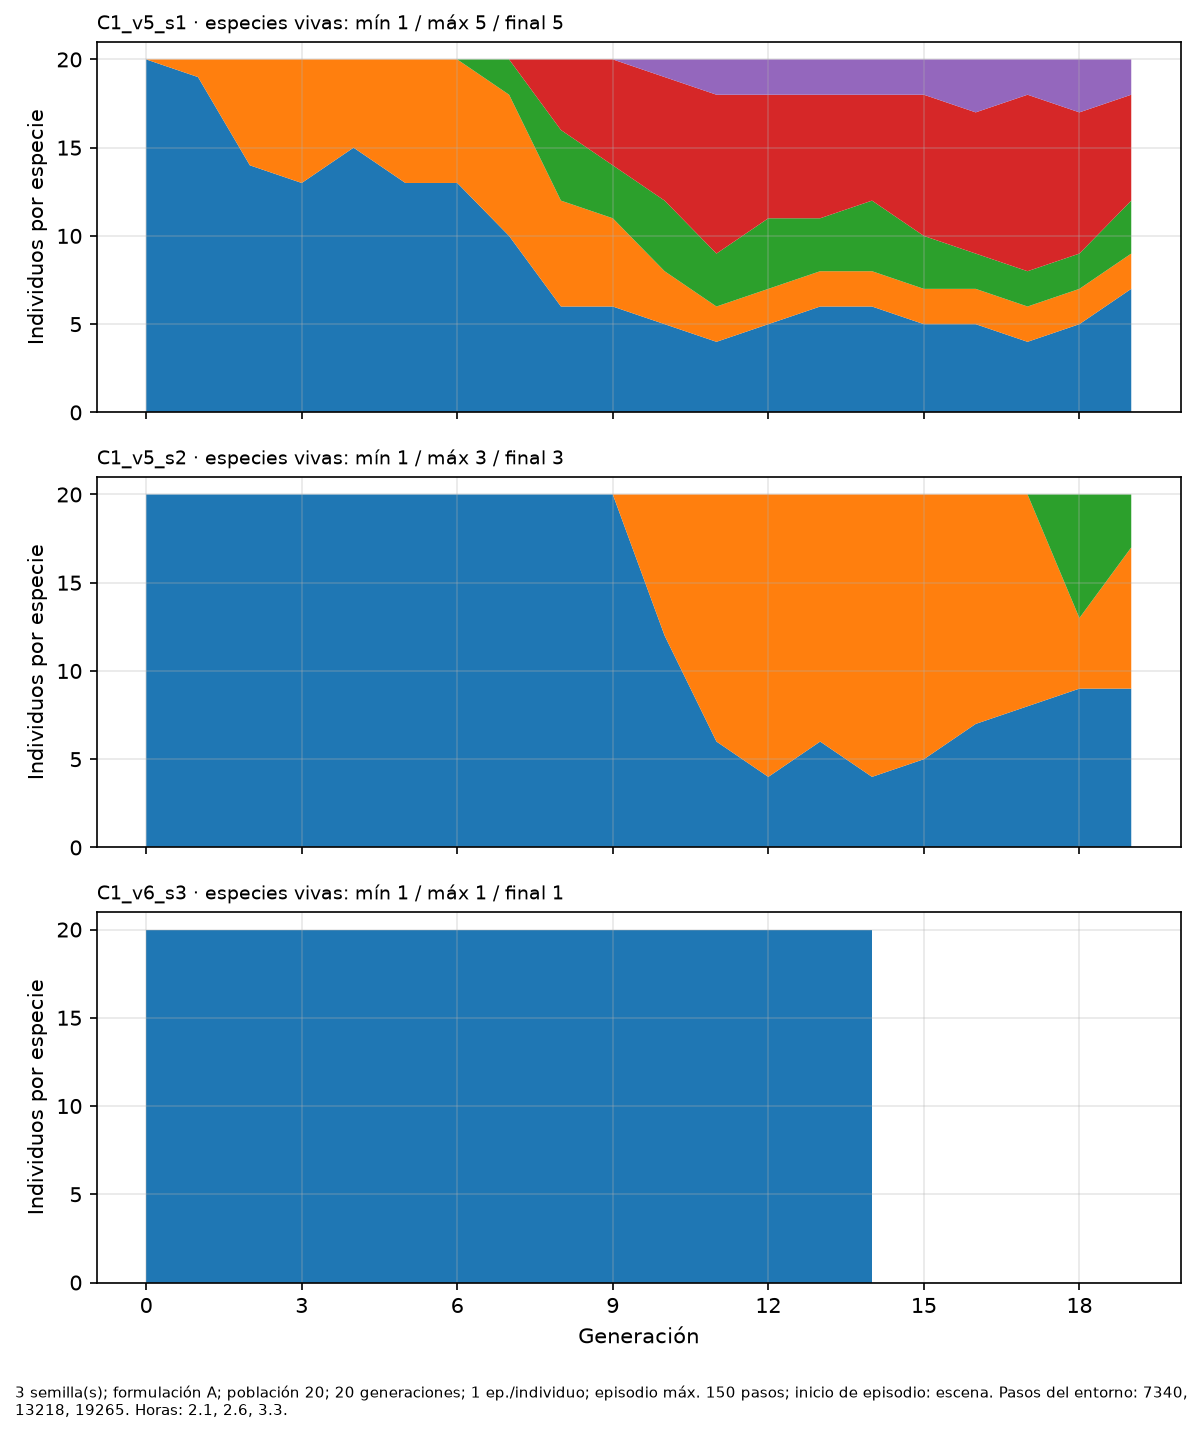 C1_v5_s1 · especies vivas: mín 1 / máx 5 / final 5
20
15
10
5
0
Individuos por especie
C1_v5_s2 · especies vivas: mín 1 / máx 3 / final 3
20
15
10
5
0
Individuos por especie
C1_v6_s3 · especies vivas: mín 1 / máx 1 / final 1
20
15
10
5
0
Individuos por especie
0 3 6 9 12 15 18
Generación
3 semilla(s); formulación A; población 20; 20 generaciones; 1 ep./individuo; episodio máx. 150 pasos; inicio de episodio: escena. Pasos del entorno: 7340,
13218, 19265. Horas: 2.1, 2.6, 3.3.